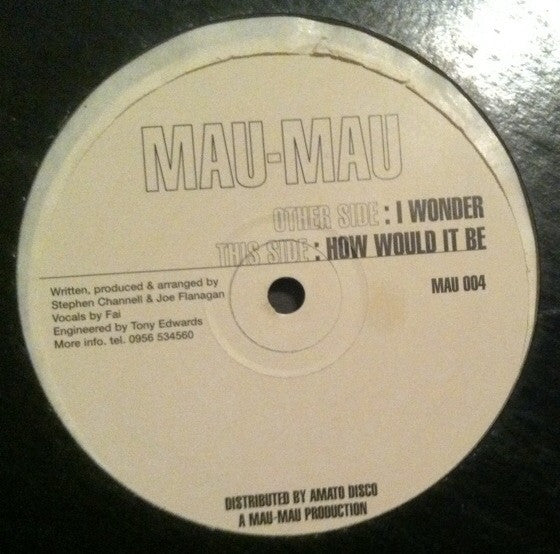 MAU-MAU
OTHER SIDE : I WONDER
THIS SIDE : HOW WOULD IT BE
MAU 004
Written, produced & arranged by
Stephen Channell & Joe Flanagan
Vocals by Fai
Engineered by Tony Edwards
More info. tel. 0956 534560
DISTRIBUTED BY AMATO DISCO
A MAU-MAU PRODUCTION